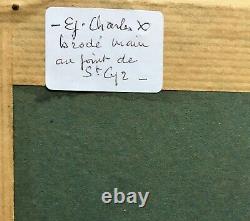 - Ep. Charles X
brodé main
au point de
St Cyr -